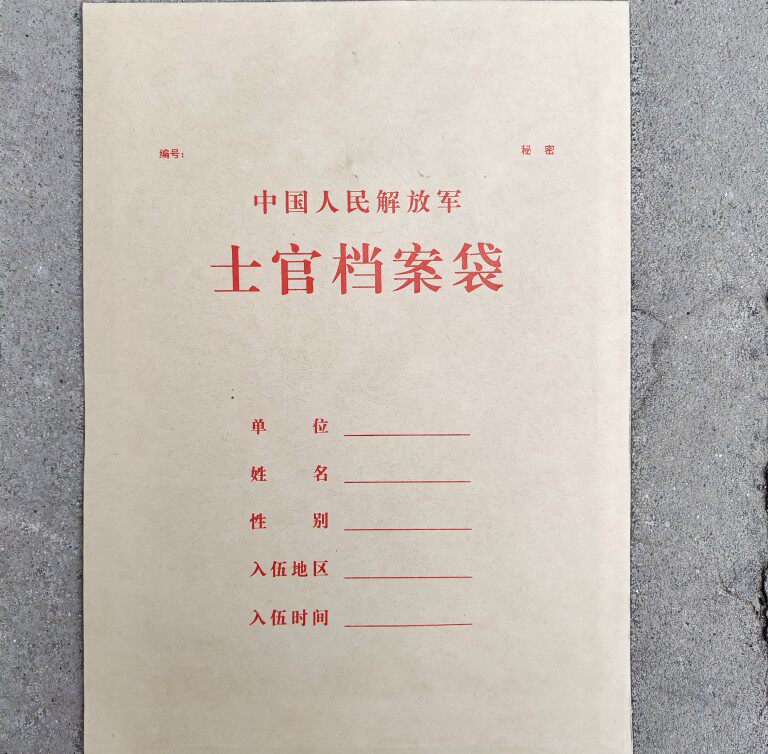 编号： 秘 密
中国人民解放军
士官档案袋
单 位
姓 名
性 别
入伍地区
入伍时间